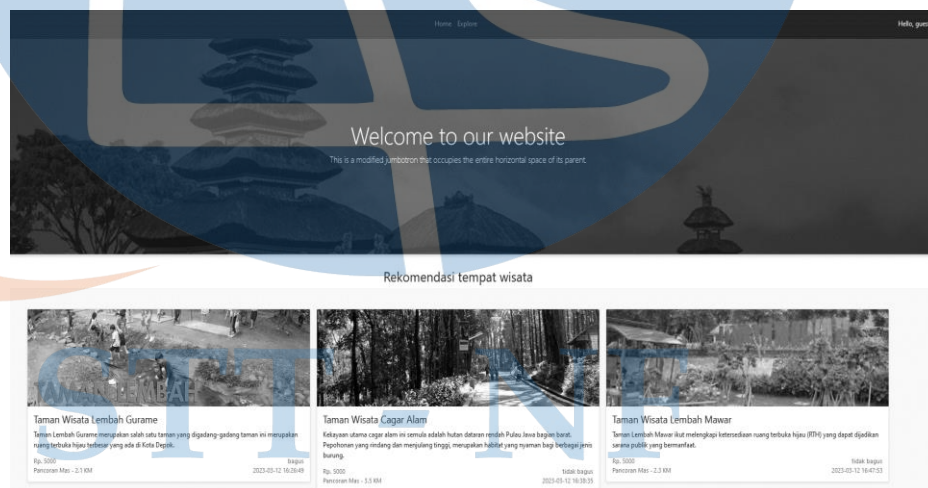 Home Explore
Hello, gues
Welcome to our website
This is a modified jumbotron that occupies the entire horizontal space of its parent.
Rekomendasi tempat wisata
TAMAN LEMBAH
Taman Wisata Lembah Gurame
Taman Lembah Gurame merupakan salah satu taman yang digadang-gadang taman ini merupakan
ruang terbuka hijau terbesar yang ada di Kota Depok.
Rp. 5000
bagus
Pancoran Mas - 2.1 KM
2023-03-12 16:36:49
Taman Wisata Cagar Alam
Kekayaan utama cagar alam ini semula adalah hutan dataran rendah Pulau Jawa bagian barat.
Pepohonan yang rindang dan menjulang tinggi, merupakan habitat yang nyaman bagi berbagai jenis
burung.
Rp. 5000
tidak bagus
Pancoran Mas - 3.3 KM
2023-03-12 16:38:35
Taman Wisata Lembah Mawar
Taman Lembah Mawar ikut melengkapi ketersediaan ruang terbuka hijau (RTH) yang dapat dijadikan
sarana publik yang bermanfaat.
Rp. 5000
tidak bagus
Pancoran Mas - 2.3 KM
2023-03-12 16:47:53
STT - NF